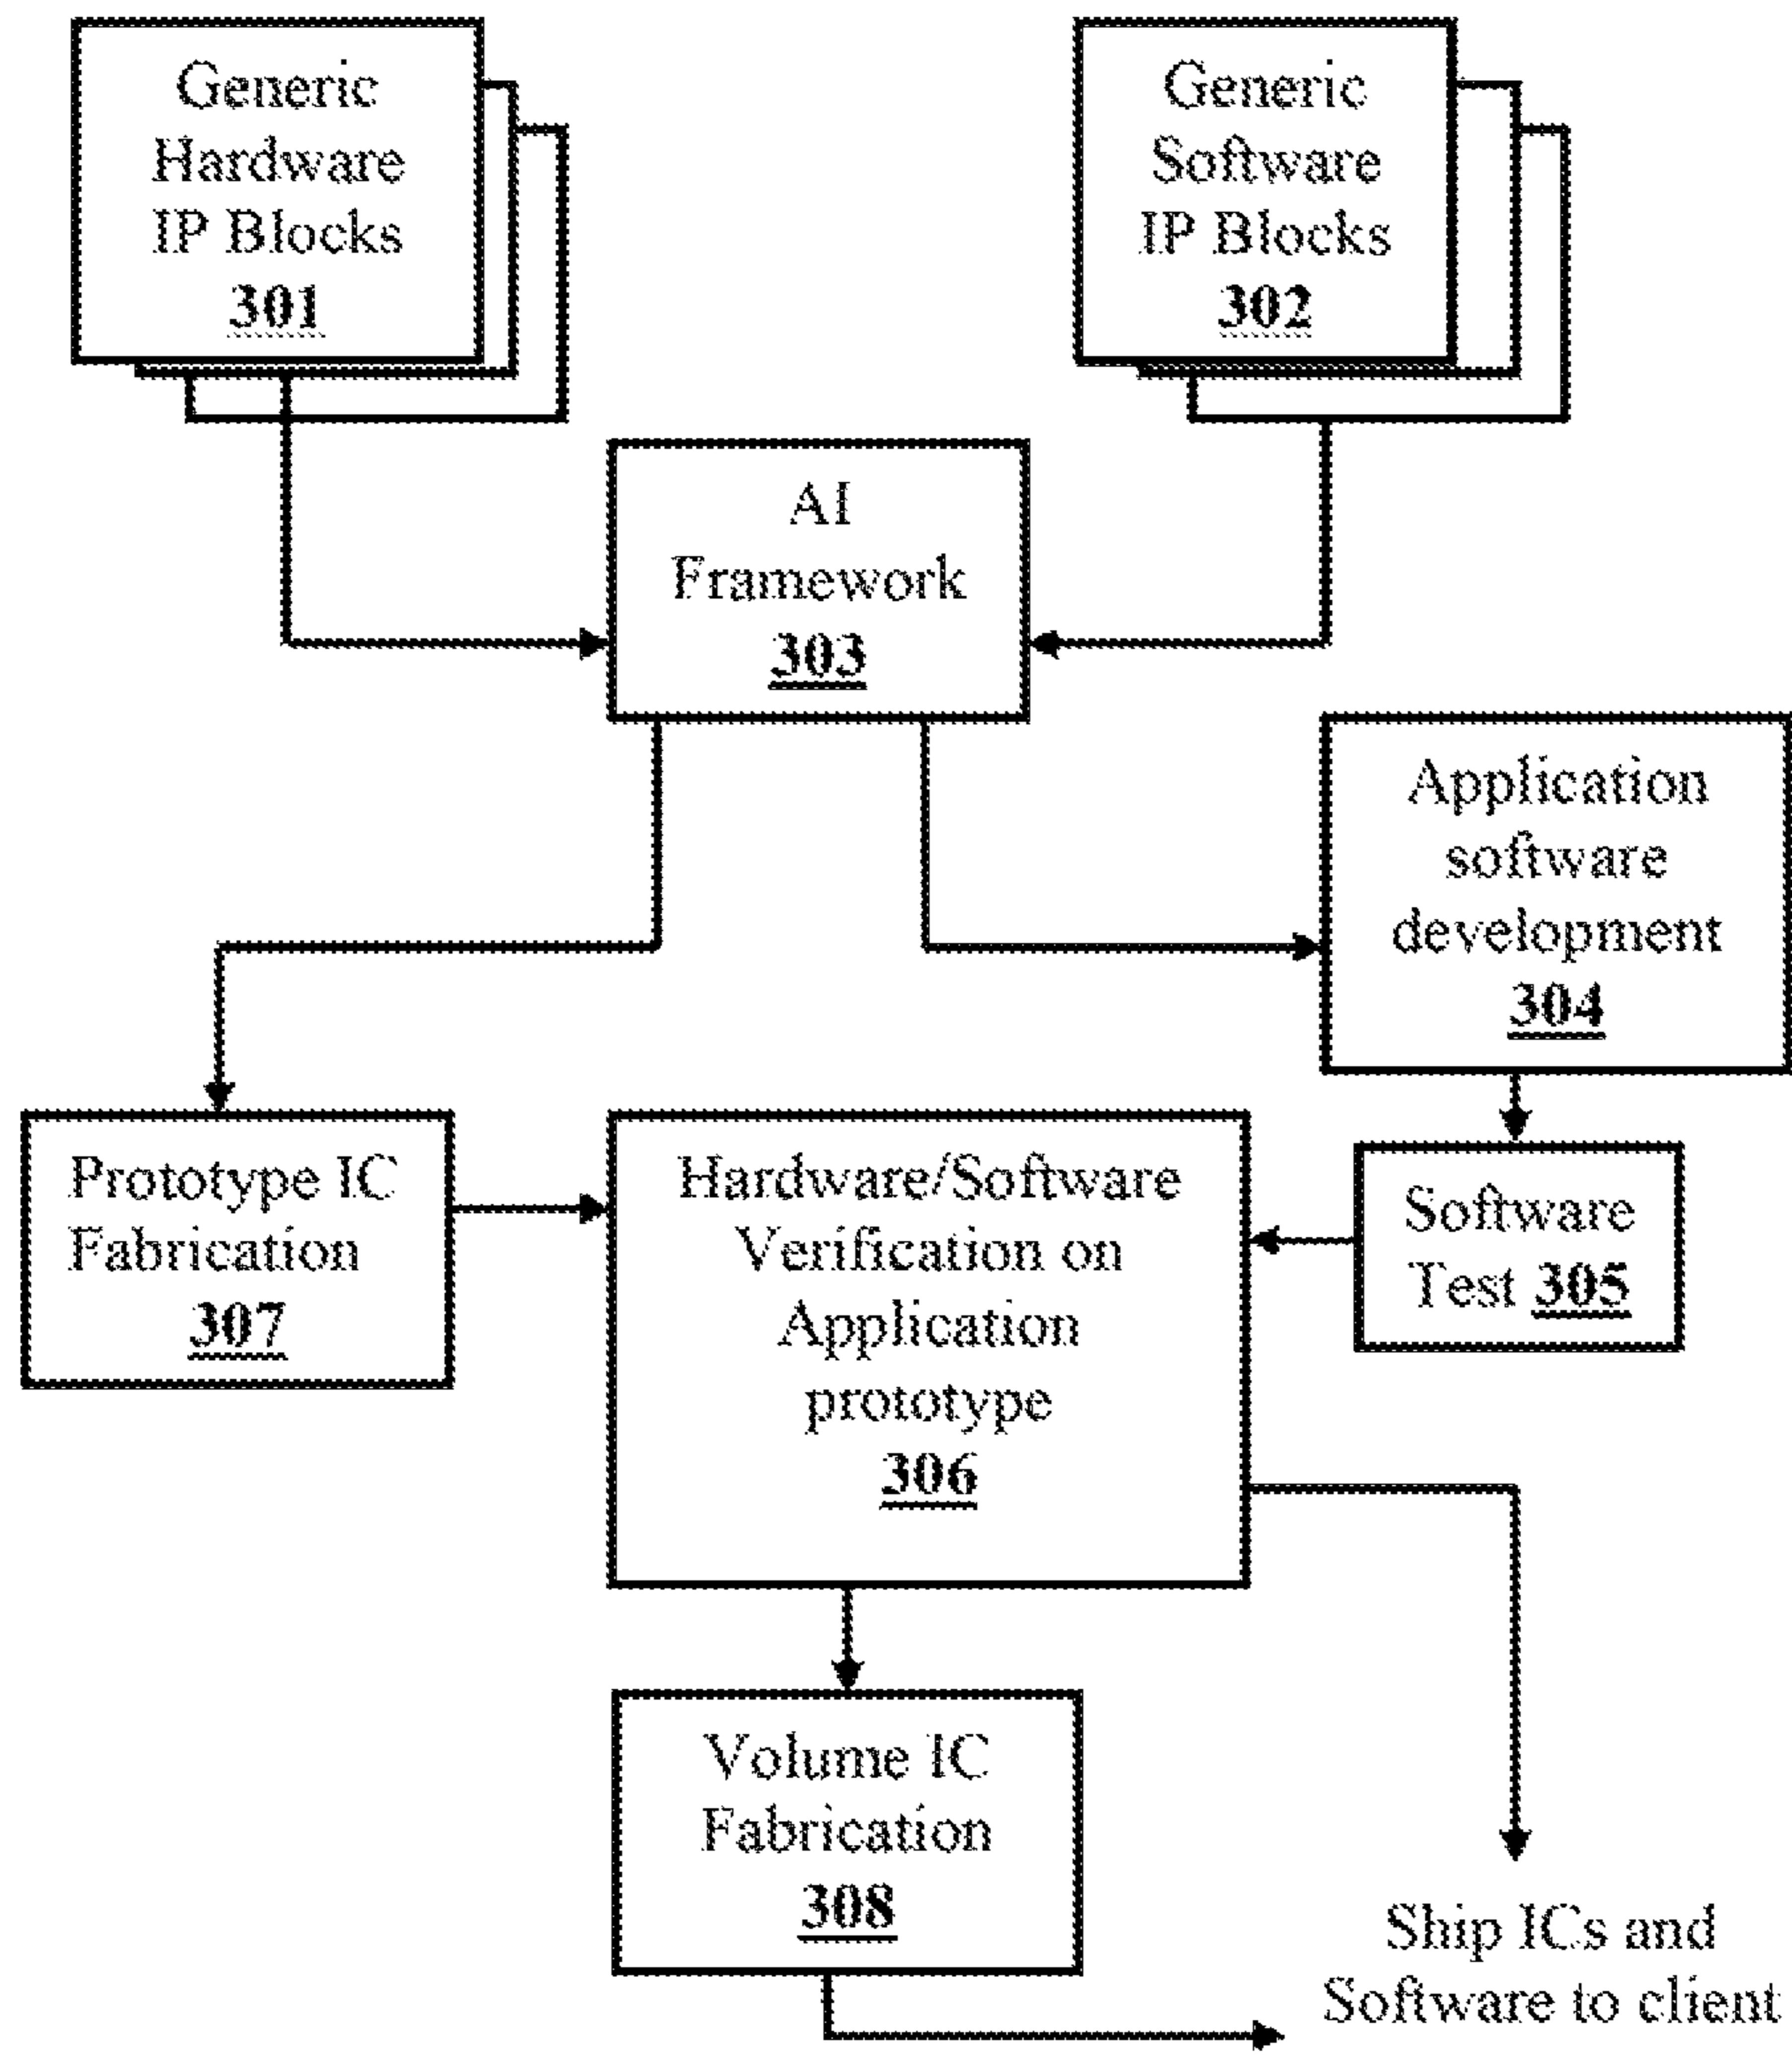 Generic
Hardware
IP Blocks
301
Generic
Software
IP Blocks
302
AI
Framework
303
Application
software
development
304
Prototype IC
Fabrication
307
Hardware/Software
Verification on
Application
prototype
306
Software
Test 305
Volume IC
Fabrication
308
Ship ICs and
Software to client